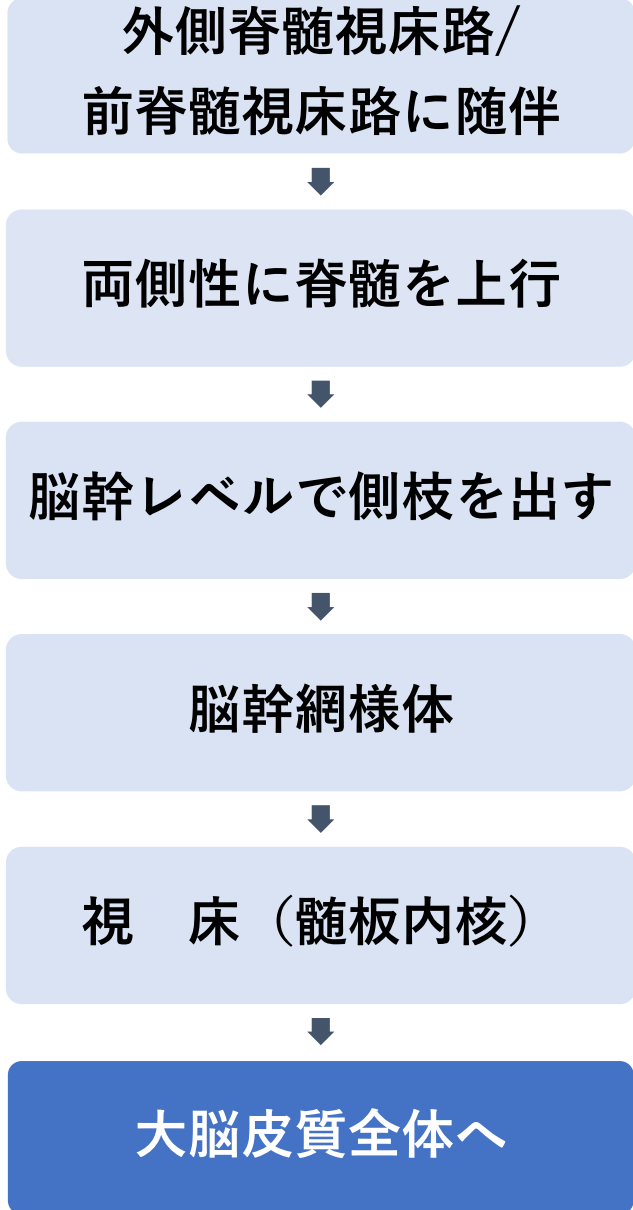 外側脊髄視床路/
前脊髄視床路に随伴
両側性に脊髄を上行
脳幹レベルで側枝を出す
脳幹網様体
視　床（髄板内核）
大脳皮質全体へ